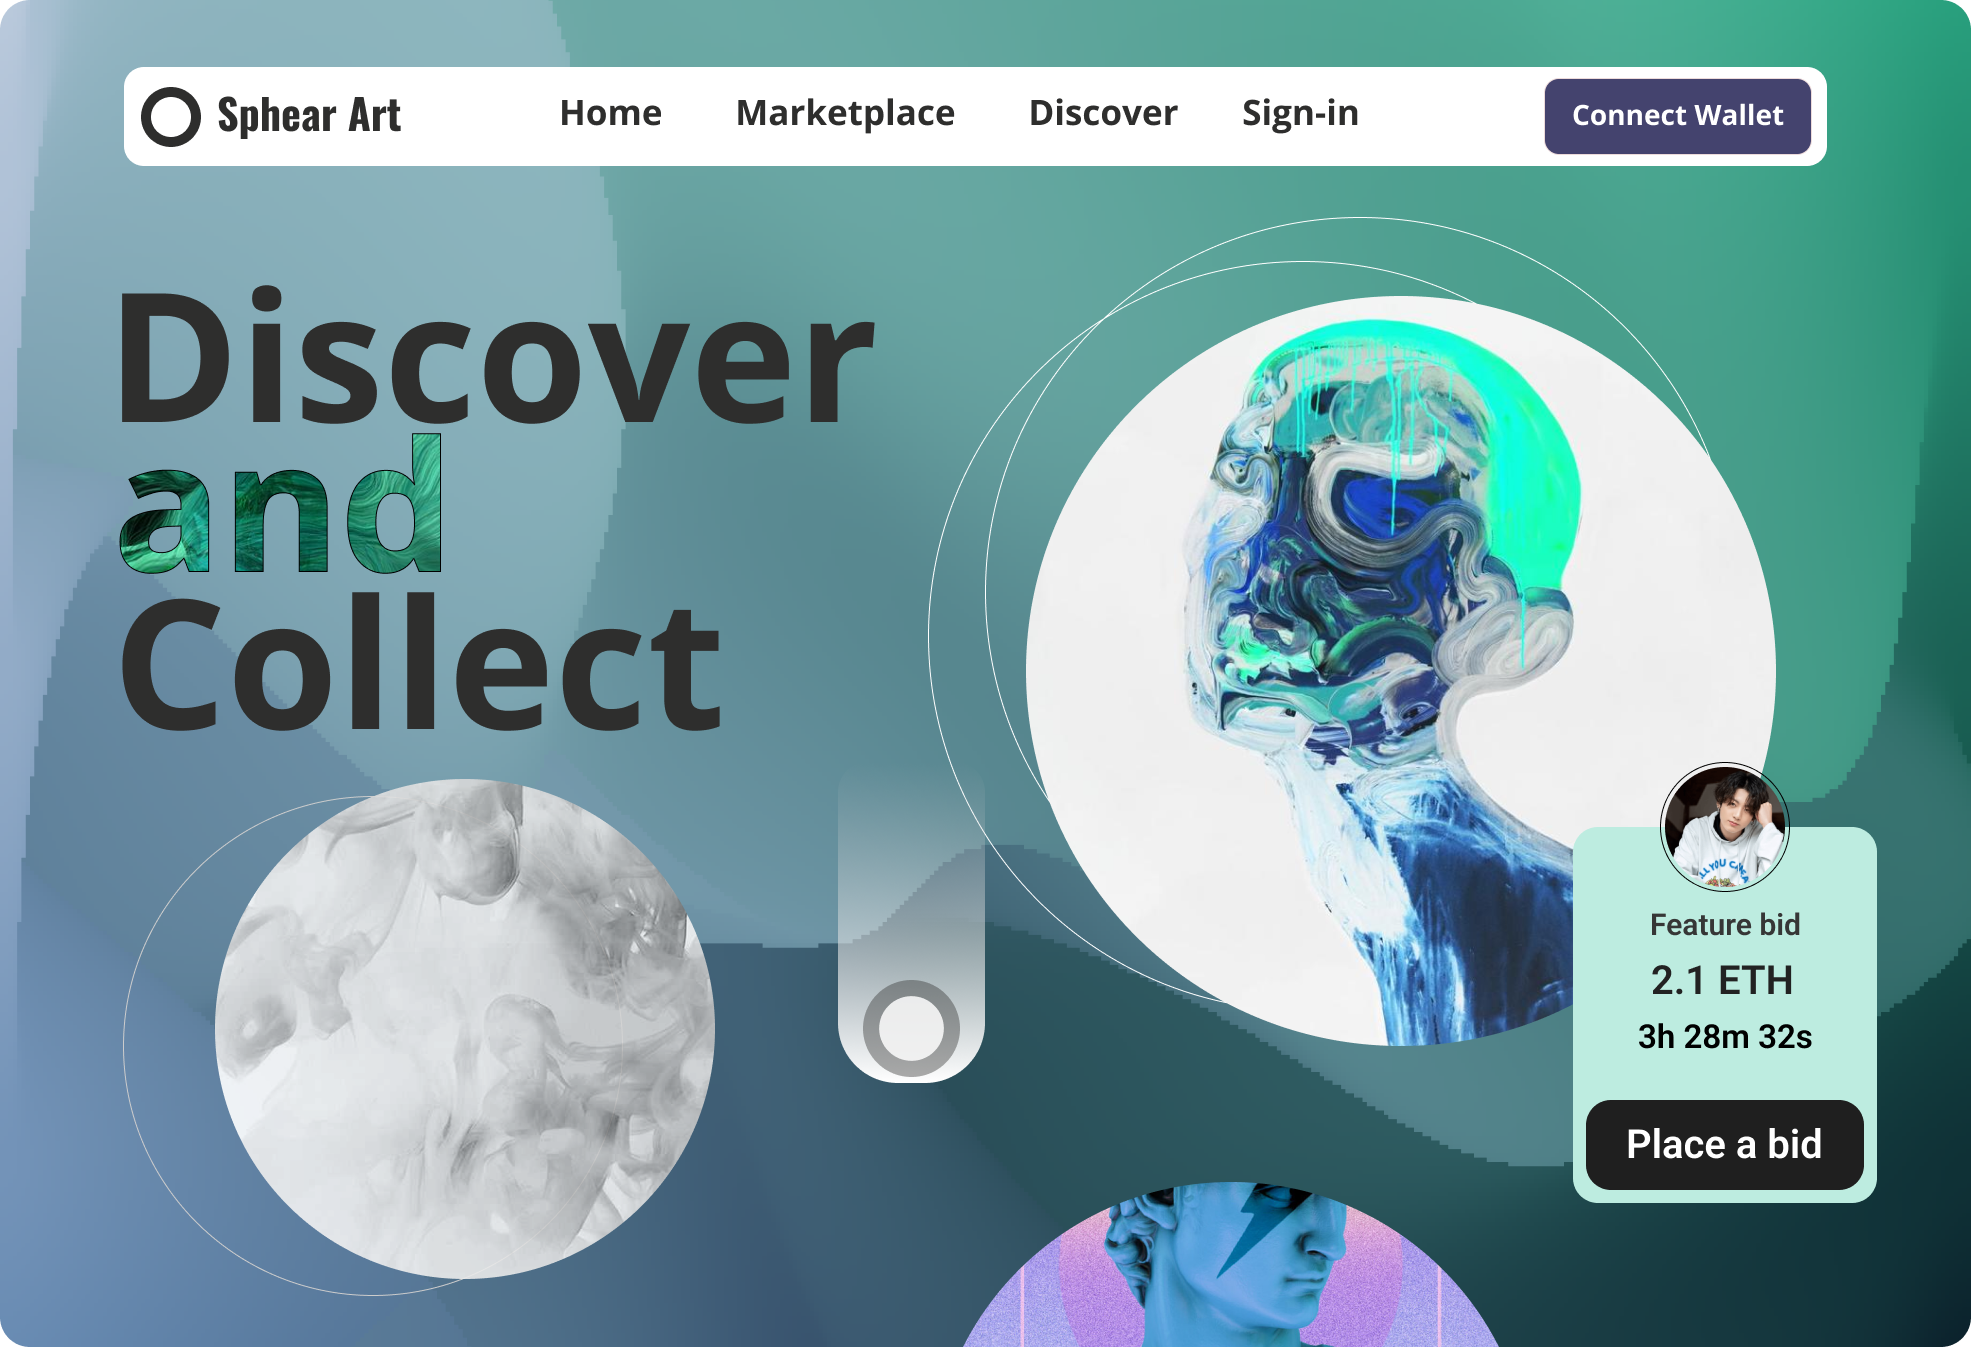 Sphear Art
Home
Marketplace
Discover
Sign-in
Connect Wallet
Discover
and
Collect
Feature bid
2.1 ETH
3h 28m 32s
Place a bid